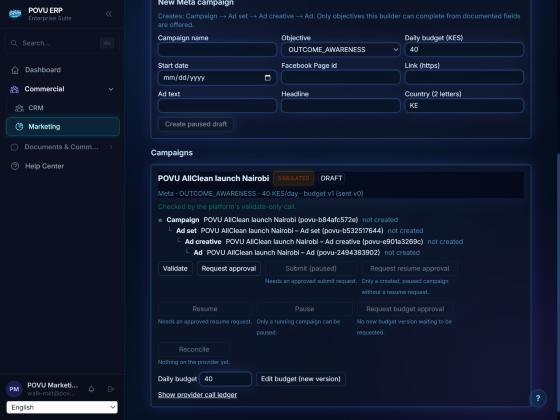 POVU ERP
Enterprise Suite
Search...
Dashboard
Commercial
CRM
Marketing
Documents & Comm...
Help Center
POVU Marketi...
PM
English
New Meta campaign
Creates: Campaign → Ad set → Ad creative → Ad. Only objectives this builder can complete from documented fields
are offered.
Campaign name
Objective
Daily budget (KES)
OUTCOME_AWARENESS
40
Start date
Facebook Page id
Link (https)
mm/dd/yyyy
Ad text
Headline
Country (2 letters)
KE
Create paused draft
Campaigns
POVU AllClean launch Nairobi SIMULATED DRAFT
Meta · OUTCOME_AWARENESS · 40 KES/day · budget v1 (sent v0)
Checked by the platform's validate-only call.
Campaign POVU AllClean launch Nairobi (povu-b84afc572e) not created
Ad set POVU AllClean launch Nairobi – Ad set (povu-b532517644) not created
Ad creative POVU AllClean launch Nairobi – Ad creative (povu-e901a3269c) not created
Ad POVU AllClean launch Nairobi – Ad (povu-2494383902) not created
Validate
Request approval
Submit (paused)
Request resume approval
Needs an approved submit request.
Only a created, paused campaign
without a resume request.
Resume
Pause
Request budget approval
Needs an approved resume request.
Only a running campaign can be
paused.
No new budget version waiting to be
requested.
Reconcile
Nothing on the provider yet.
Daily budget 40 Edit budget (new version)
Show provider call ledger
?